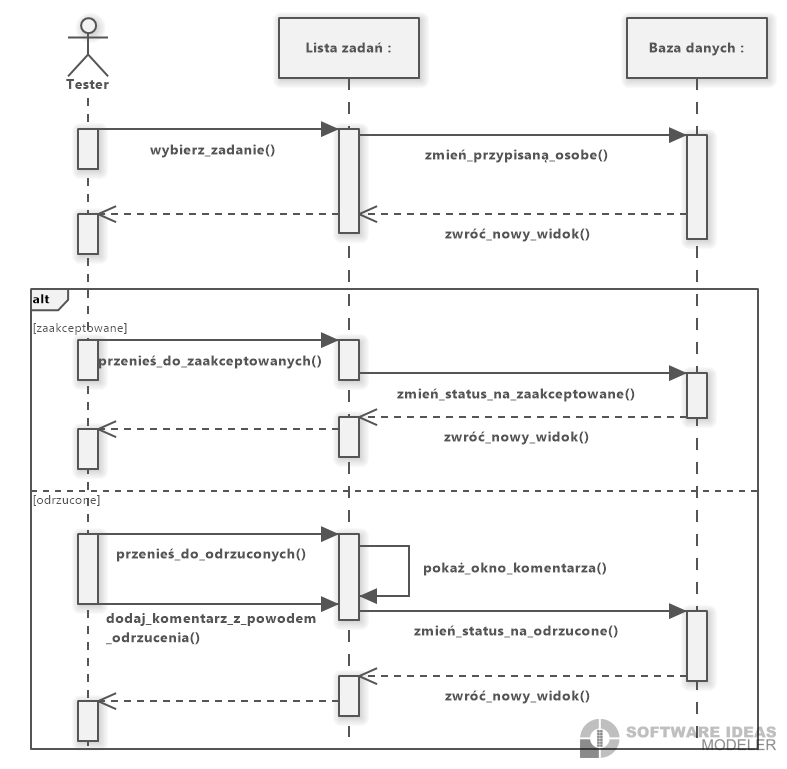 Tester
Lista zadań :
Baza danych :
wybierz_zadanie()
zmień_przypisaną_osobe()
zwróć_nowy_widok()
alt
[zaakceptowane]
przenieś_do_zaakceptowanych()
zmień_status_na_zaakceptowane()
zwróć_nowy_widok()
[odrzucone]
przenieś_do_odrzuconych()
pokaż_okno_komentarza()
dodaj_komentarz_z_powodem
_odrzucenia()
zmień_status_na_odrzucone()
zwróć_nowy_widok()
SOFTWARE IDEAS
MODELER